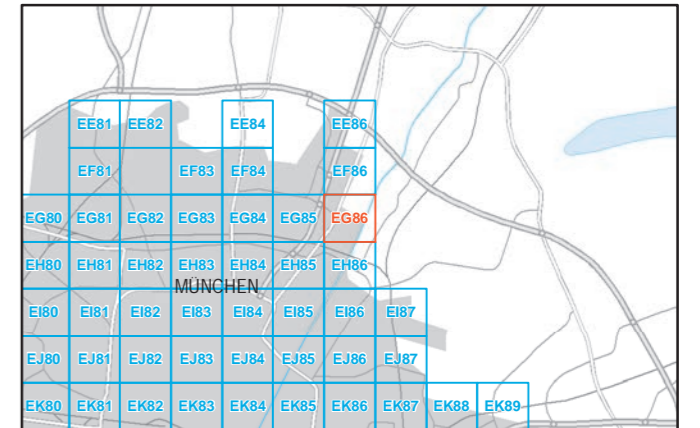 EE81 EE82 EE84 EE86
EF81 EF83 EF84 EF86
EG80 EG81 EG82 EG83 EG84 EG85 EG86
EH80 EH81 EH82 EH83 EH84 EH85 EH86
MÜNCHEN
EI80 EI81 EI82 EI83 EI84 EI85 EI86 EI87
EJ80 EJ81 EJ82 EJ83 EJ84 EJ85 EJ86 EJ87
EK80 EK81 EK82 EK83 EK84 EK85 EK86 EK87 EK88 EK89